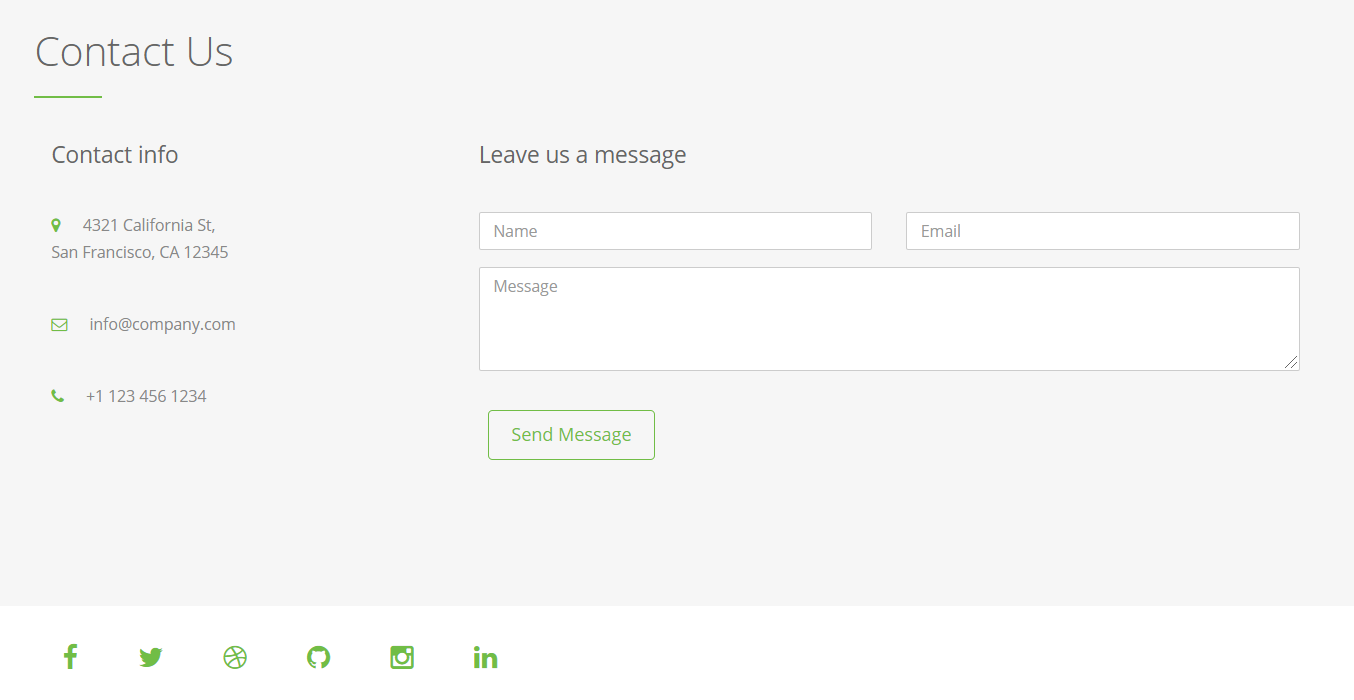 Contact Us
Contact info
4321 California St,
San Francisco, CA 12345
info@company.com
+1 123 456 1234
Leave us a message
Name
Email
Message
Send Message